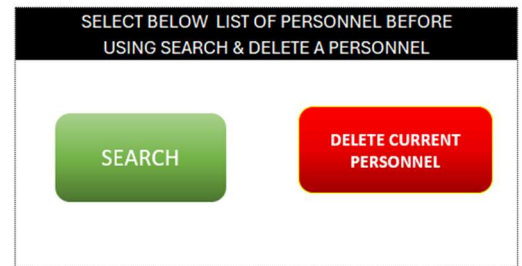 SELECT BELOW LIST OF PERSONNEL BEFORE
USING SEARCH & DELETE A PERSONNEL
SEARCH
DELETE CURRENT
PERSONNEL